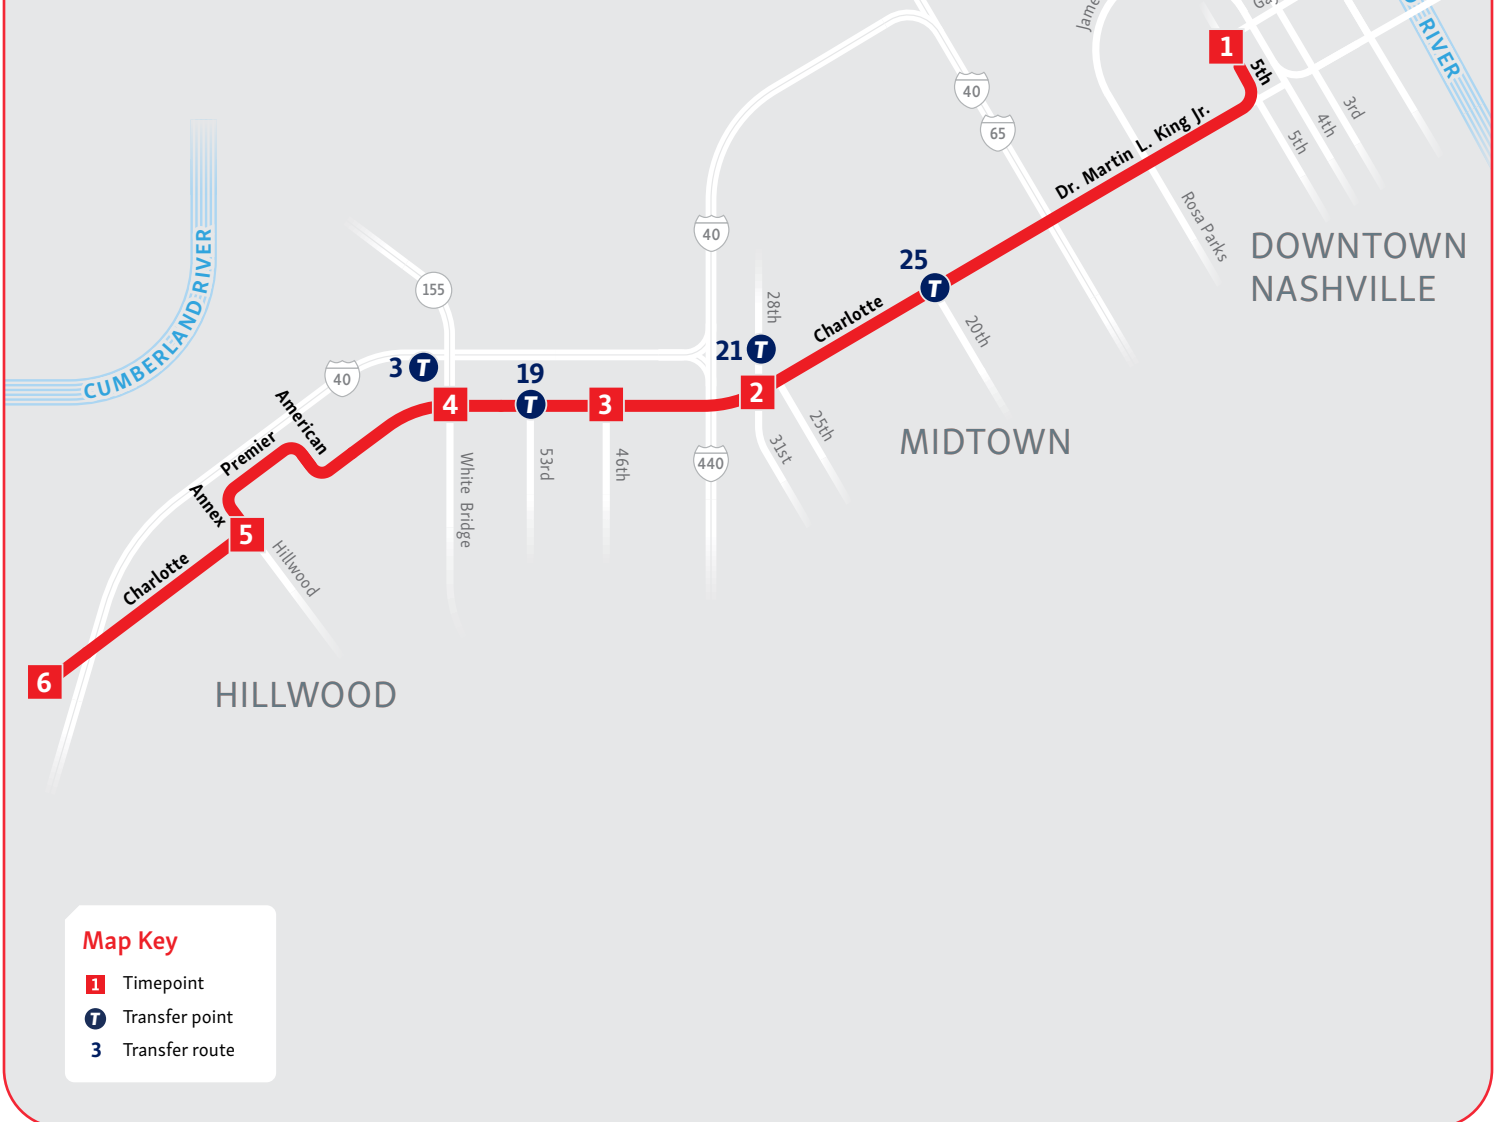 1
5th
RIVER
40
65
3rd
4th
5th
Dr. Martin L. King Jr.
Rosa Parks
DOWNTOWN
NASHVILLE
40
CUMBERLAND RIVER
155
25
T
28th
Charlotte
20th
3 T
21 T
19
T
40
4
3
2
American
Premier
Annex
25th
31st
MIDTOWN
440
White Bridge
53rd
46th
5
Hillwood
Charlotte
6
HILLWOOD
Map Key
1 Timepoint
T Transfer point
3 Transfer route